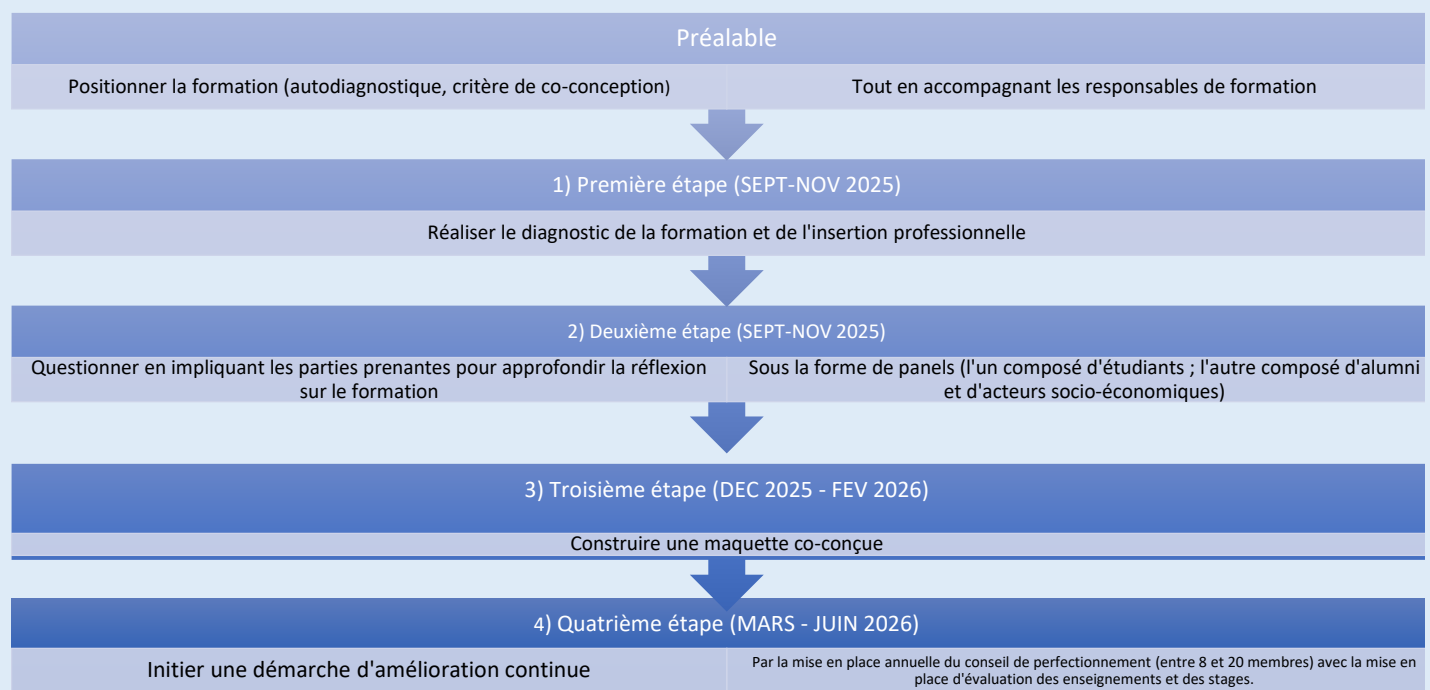 Préalable
Positionner la formation (autodiagnostique, critère de co-conception)
Tout en accompagnant les responsables de formation
1) Première étape (SEPT-NOV 2025)
Réaliser le diagnostic de la formation et de l'insertion professionnelle
2) Deuxième étape (SEPT-NOV 2025)
Questionner en impliquant les parties prenantes pour approfondir la réflexion
sur le formation
Sous la forme de panels (l'un composé d'étudiants ; l'autre composé d'alumni
et d'acteurs socio-économiques)
3) Troisième étape (DEC 2025 - FEV 2026)
Construire une maquette co-conçue
4) Quatrième étape (MARS - JUIN 2026)
Initier une démarche d'amélioration continue
Par la mise en place annuelle du conseil de perfectionnement (entre 8 et 20 membres) avec la mise en
place d'évaluation des enseignements et des stages.